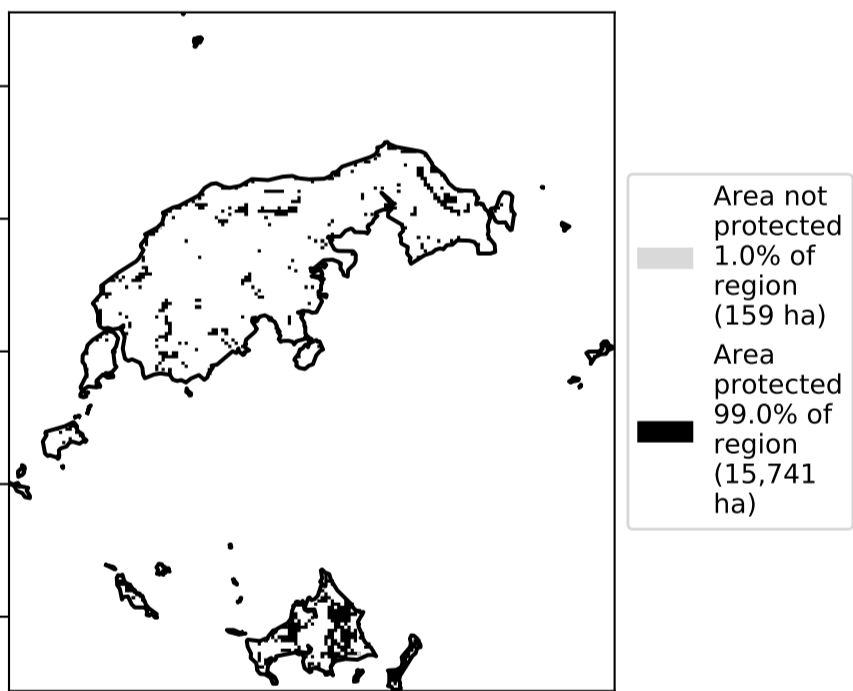 Area not
protected
1.0% of
region
(159 ha)
Area
protected
99.0% of
region
(15,741
ha)